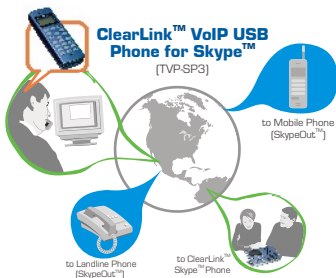 ClearLink™ VoIP USB
Phone for Skype™
(TVP-SP3)
to Mobile Phone
(SkypeOut™)
to Landline Phone
(SkypeOut™)
to ClearLink™
Skype™ Phone